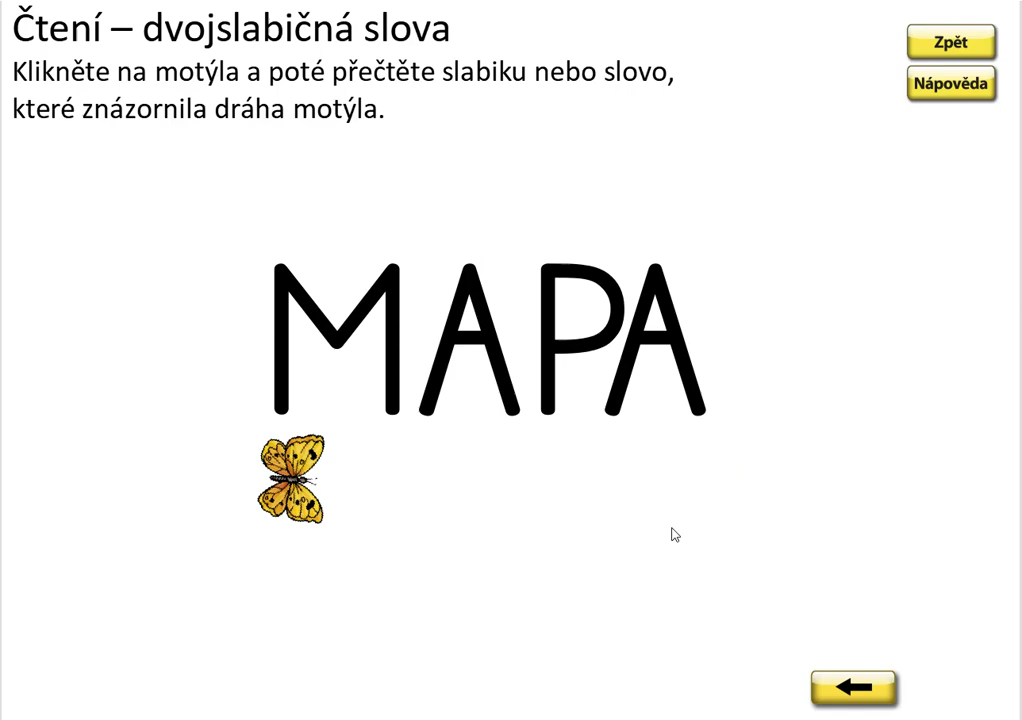 Čtení – dvojslabičná slova
Klikněte na motýla a poté přečtěte slabiku nebo slovo,
které znázornila dráha motýla.
Zpět
Nápověda
MAPA